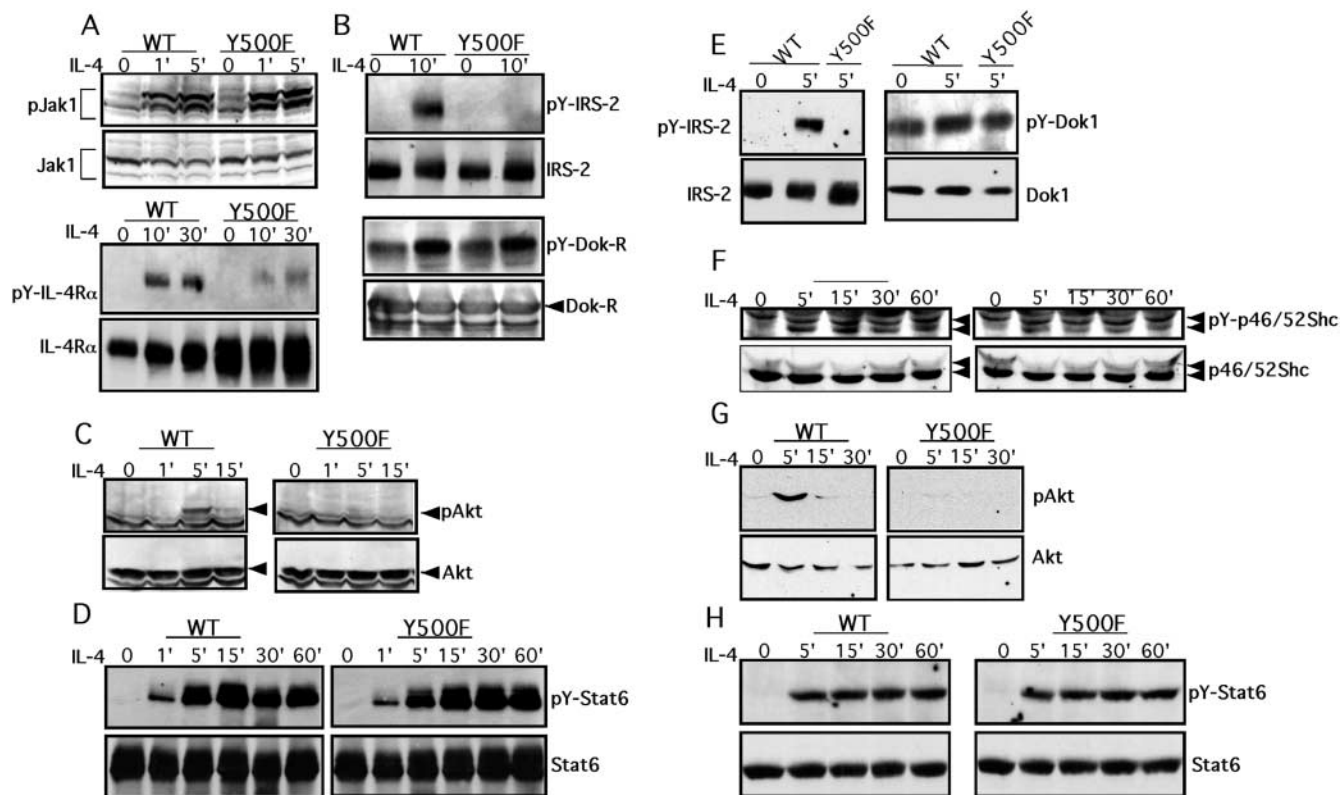 A
WT Y500F
IL-4 0 1' 5' 0 1' 5'
pJak1
Jak1
WT Y500F
IL-4 0 10' 30' 0 10' 30'
pY-IL-4Rα
IL-4Rα
B
WT Y500F
IL-4 0 10' 0 10'
pY-IRS-2
IRS-2
pY-Dok-R
Dok-R
C
WT Y500F
IL-4 0 1' 5' 15' 0 1' 5' 15'
pAkt
Akt
D
WT Y500F
IL-4 0 1' 5' 15' 30' 60' 0 1' 5' 15' 30' 60'
pY-Stat6
Stat6
E
WT Y500F WT Y500F
IL-4 0 5' 5' 0 5' 5'
pY-IRS-2 pY-Dok1
IRS-2 Dok1
F
IL-4 0 5' 15' 30' 60' 0 5' 15' 30' 60'
pY-p46/52Shc
p46/52Shc
G
WT Y500F
IL-4 0 5' 15' 30' 0 5' 15' 30'
pAkt
Akt
H
WT Y500F
IL-4 0 5' 15' 30' 60' 0 5' 15' 30' 60'
pY-Stat6
Stat6